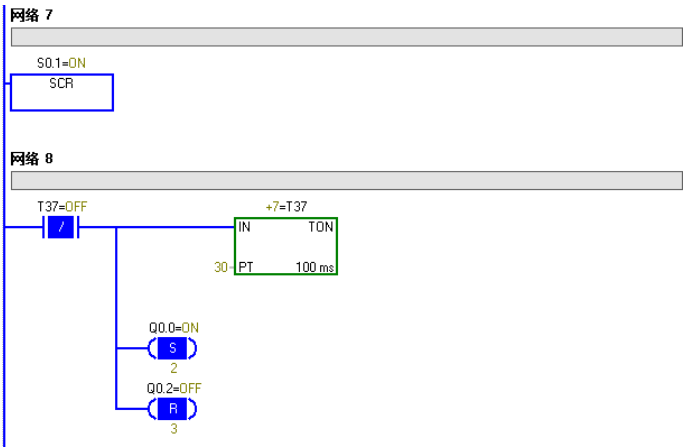 网络 7
S0.1=ON
SCR
网络 8
T37=OFF
/
+7=T37
IN TON
30 PT 100 ms
Q0.0=ON
S
2
Q0.2=OFF
R
3